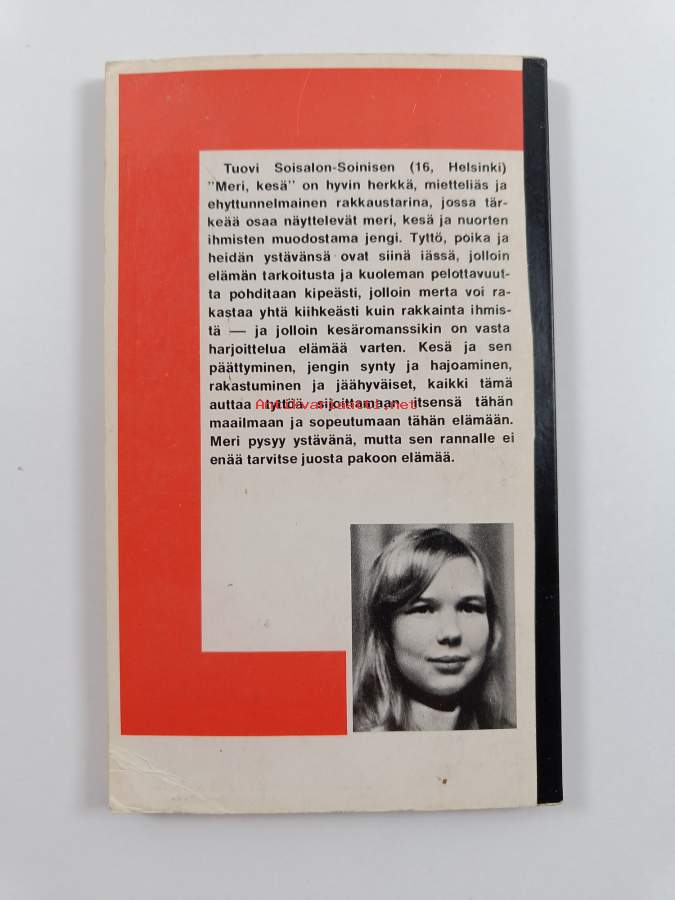 Tuovi Soisalon-Soinisen (16, Helsinki)
"Meri, kesä" on hyvin herkkä, mietteliäs ja
ehyttunnelmainen rakkaustarina, jossa tär-
keää osaa näyttelevät meri, kesä ja nuorten
ihmisten muodostama jengi. Tyttö, poika ja
heidän ystävänsä ovat siinä iässä, jolloin
elämän tarkoitusta ja kuoleman pelottavuut-
ta pohditaan kipeästi, jolloin merta voi ra-
kastaa yhtä kiihkeästi kuin rakkainta ihmis-
tä — ja jolloin kesäromanssikin on vasta
harjoittelua elämää varten. Kesä ja sen
päättyminen, jengin synty ja hajoaminen,
rakastuminen ja jäähyväiset, kaikki tämä
auttaa tyttöä sijoittamaan itsensä tähän
Antikvariaatti.net
maailmaan ja sopeutumaan tähän elämään.
Meri pysyy ystävänä, mutta sen rannalle ei
enää tarvitse juosta pakoon elämää.